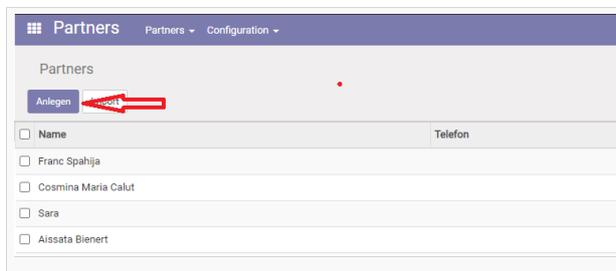 Partners Partners Configuration
Partners
Anlegen
Name Telefon
Franc Spahija
Cosmina Maria Calut
Sara
Aissata Bienert